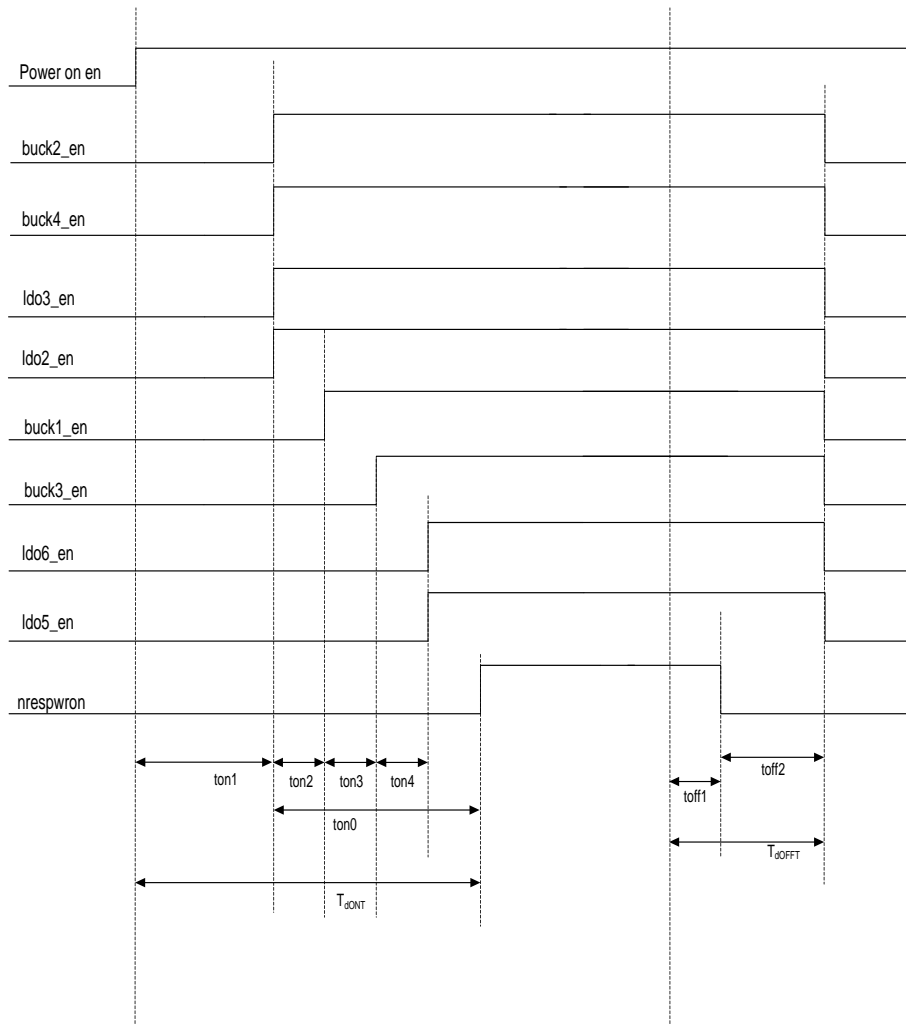 Power on en
buck2_en
buck4_en
ldo3_en
ldo2_en
buck1_en
buck3_en
ldo6_en
ldo5_en
nrespwron
ton1
ton2
ton3
ton4
toff2
toff1
ton0
TdOFFT
TdONT